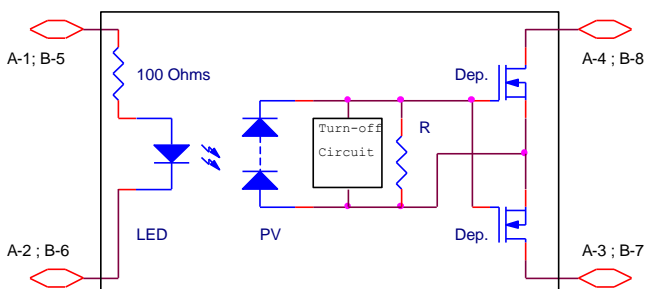 A-1; B-5
100 Ohms
Dep.
A-4; B-8
Turn-off
Circuit
R
A-2 ; B-6
LED
PV
Dep.
A-3; B-7